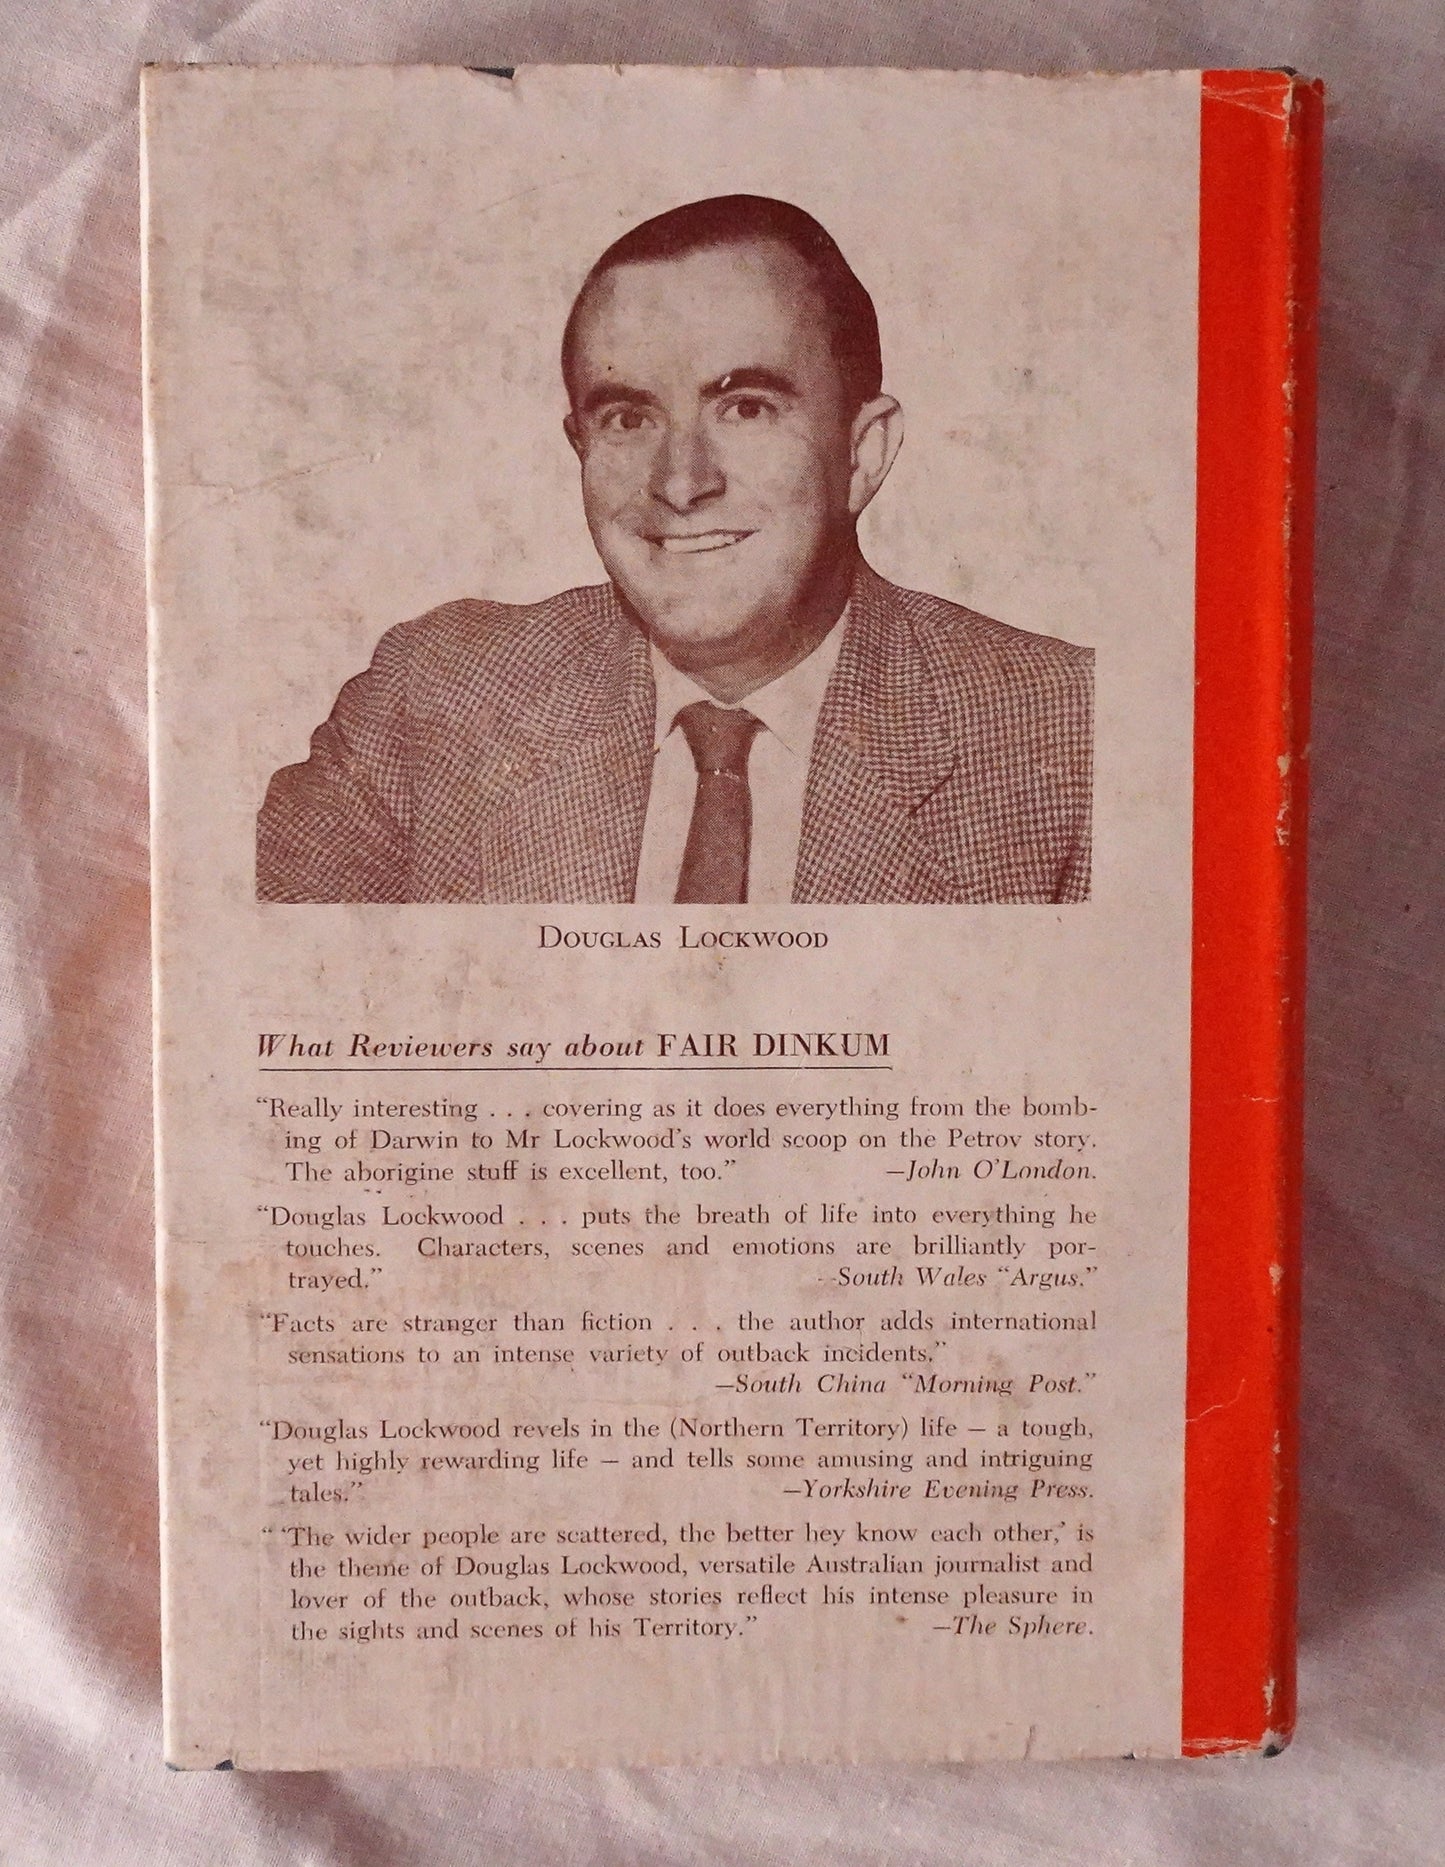 DOUGLAS LOCKWOOD
What Reviewers say about FAIR DINKUM
“Really interesting . . . covering as it does everything from the bomb-
ing of Darwin to Mr Lockwood’s world scoop on the Petrov story.
The aborigine stuff is excellent, too.” —John O’London.
“Douglas Lockwood . . . puts the breath of life into everything he
touches. Characters, scenes and emotions are brilliantly por-
trayed.” —South Wales “Argus.”
“Facts are stranger than fiction . . . the author adds international
sensations to an intense variety of outback incidents.”
—South China “Morning Post.”
“Douglas Lockwood revels in the (Northern Territory) life — a tough,
yet highly rewarding life — and tells some amusing and intriguing
tales.” —Yorkshire Evening Press.
“ ‘The wider people are scattered, the better hey know each other,’ is
the theme of Douglas Lockwood, versatile Australian journalist and
lover of the outback, whose stories reflect his intense pleasure in
the sights and scenes of his Territory.” —The Sphere.